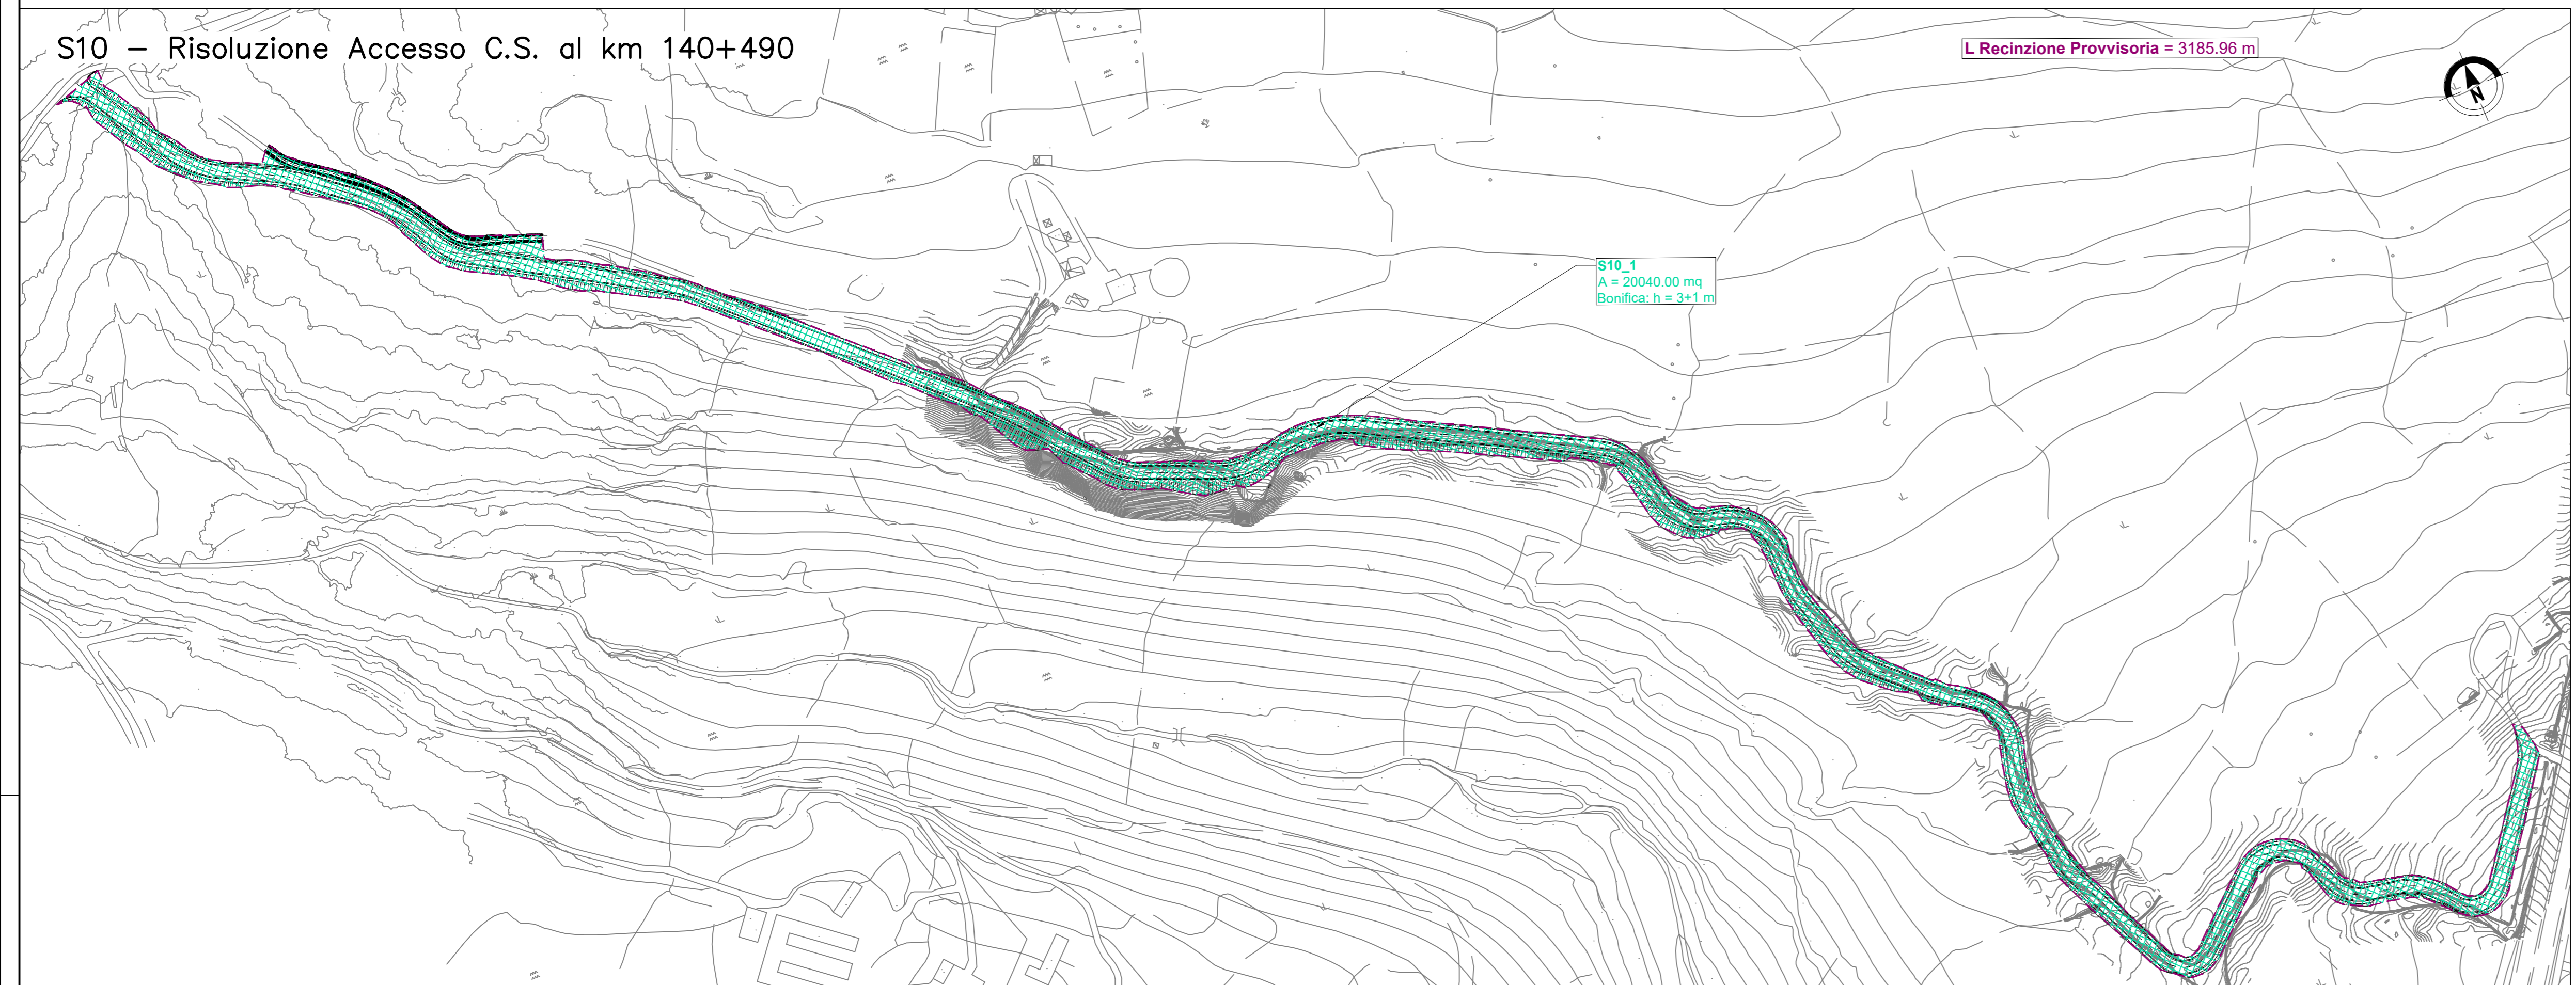 S10 – Risoluzione Accesso C.S. al km 140+490
L Recinzione Provvisoria = 3185.96 m
N
S10_1
A = 20040.00 mq
Bonifica: h = 3+1 m